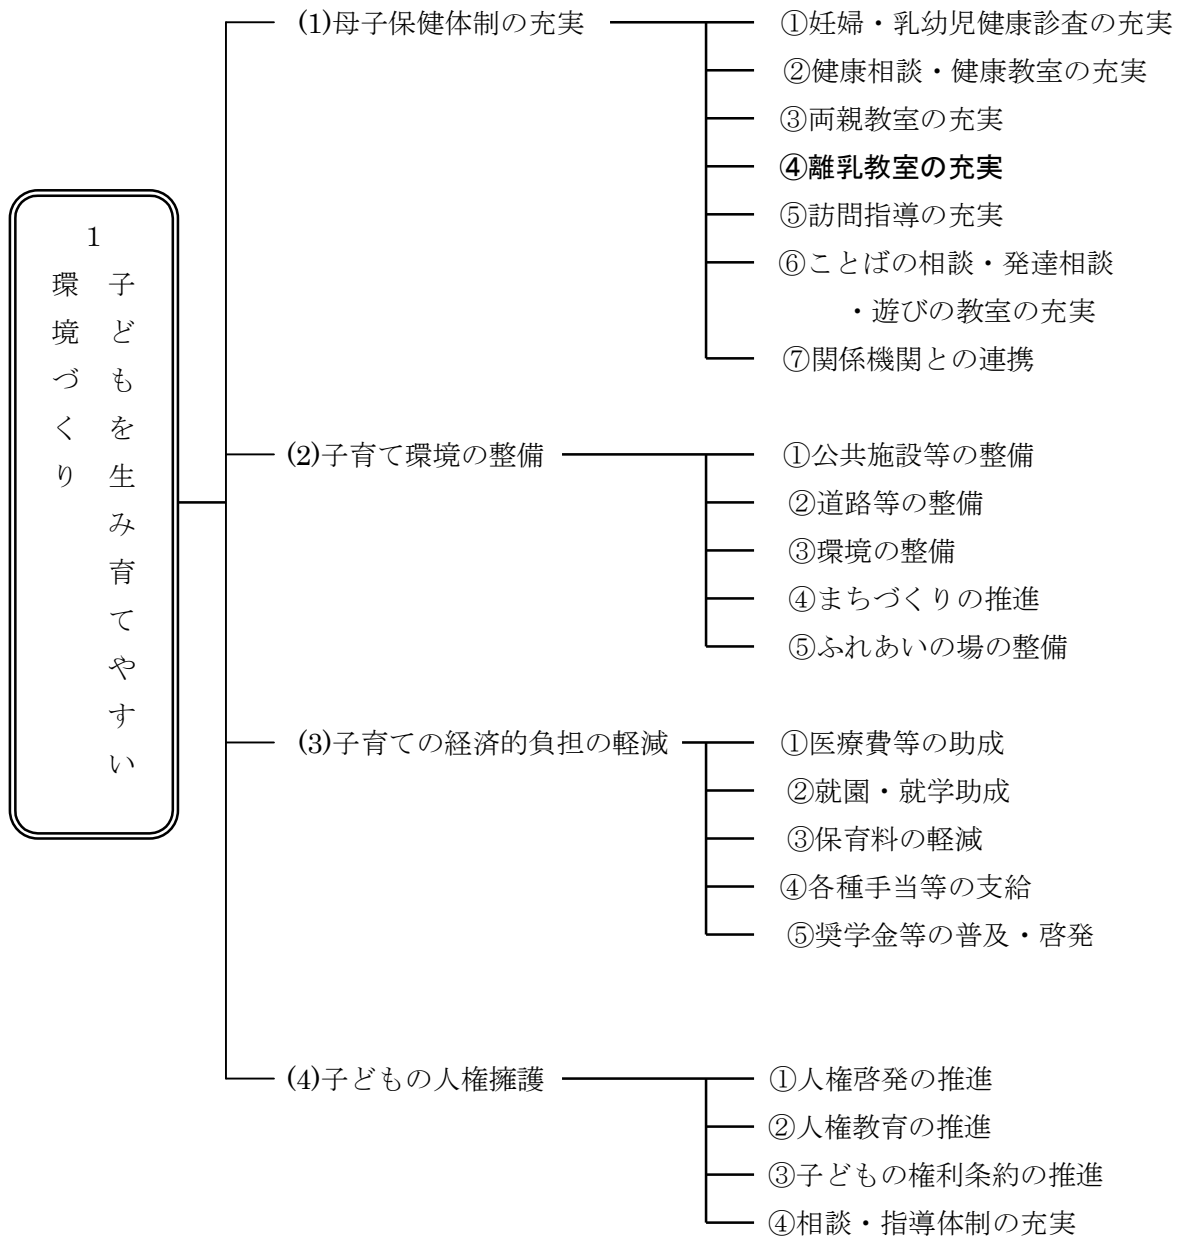 1
子どもを生み育てやすい
環境づくり
(1)母子保健体制の充実
①妊婦・乳幼児健康診査の充実
②健康相談・健康教室の充実
③両親教室の充実
④離乳教室の充実
⑤訪問指導の充実
⑥ことばの相談・発達相談
・遊びの教室の充実
⑦関係機関との連携
(2)子育て環境の整備
①公共施設等の整備
②道路等の整備
③環境の整備
④まちづくりの推進
⑤ふれあいの場の整備
(3)子育ての経済的負担の軽減
①医療費等の助成
②就園・就学助成
③保育料の軽減
④各種手当等の支給
⑤奨学金等の普及・啓発
(4)子どもの人権擁護
①人権啓発の推進
②人権教育の推進
③子どもの権利条約の推進
④相談・指導体制の充実